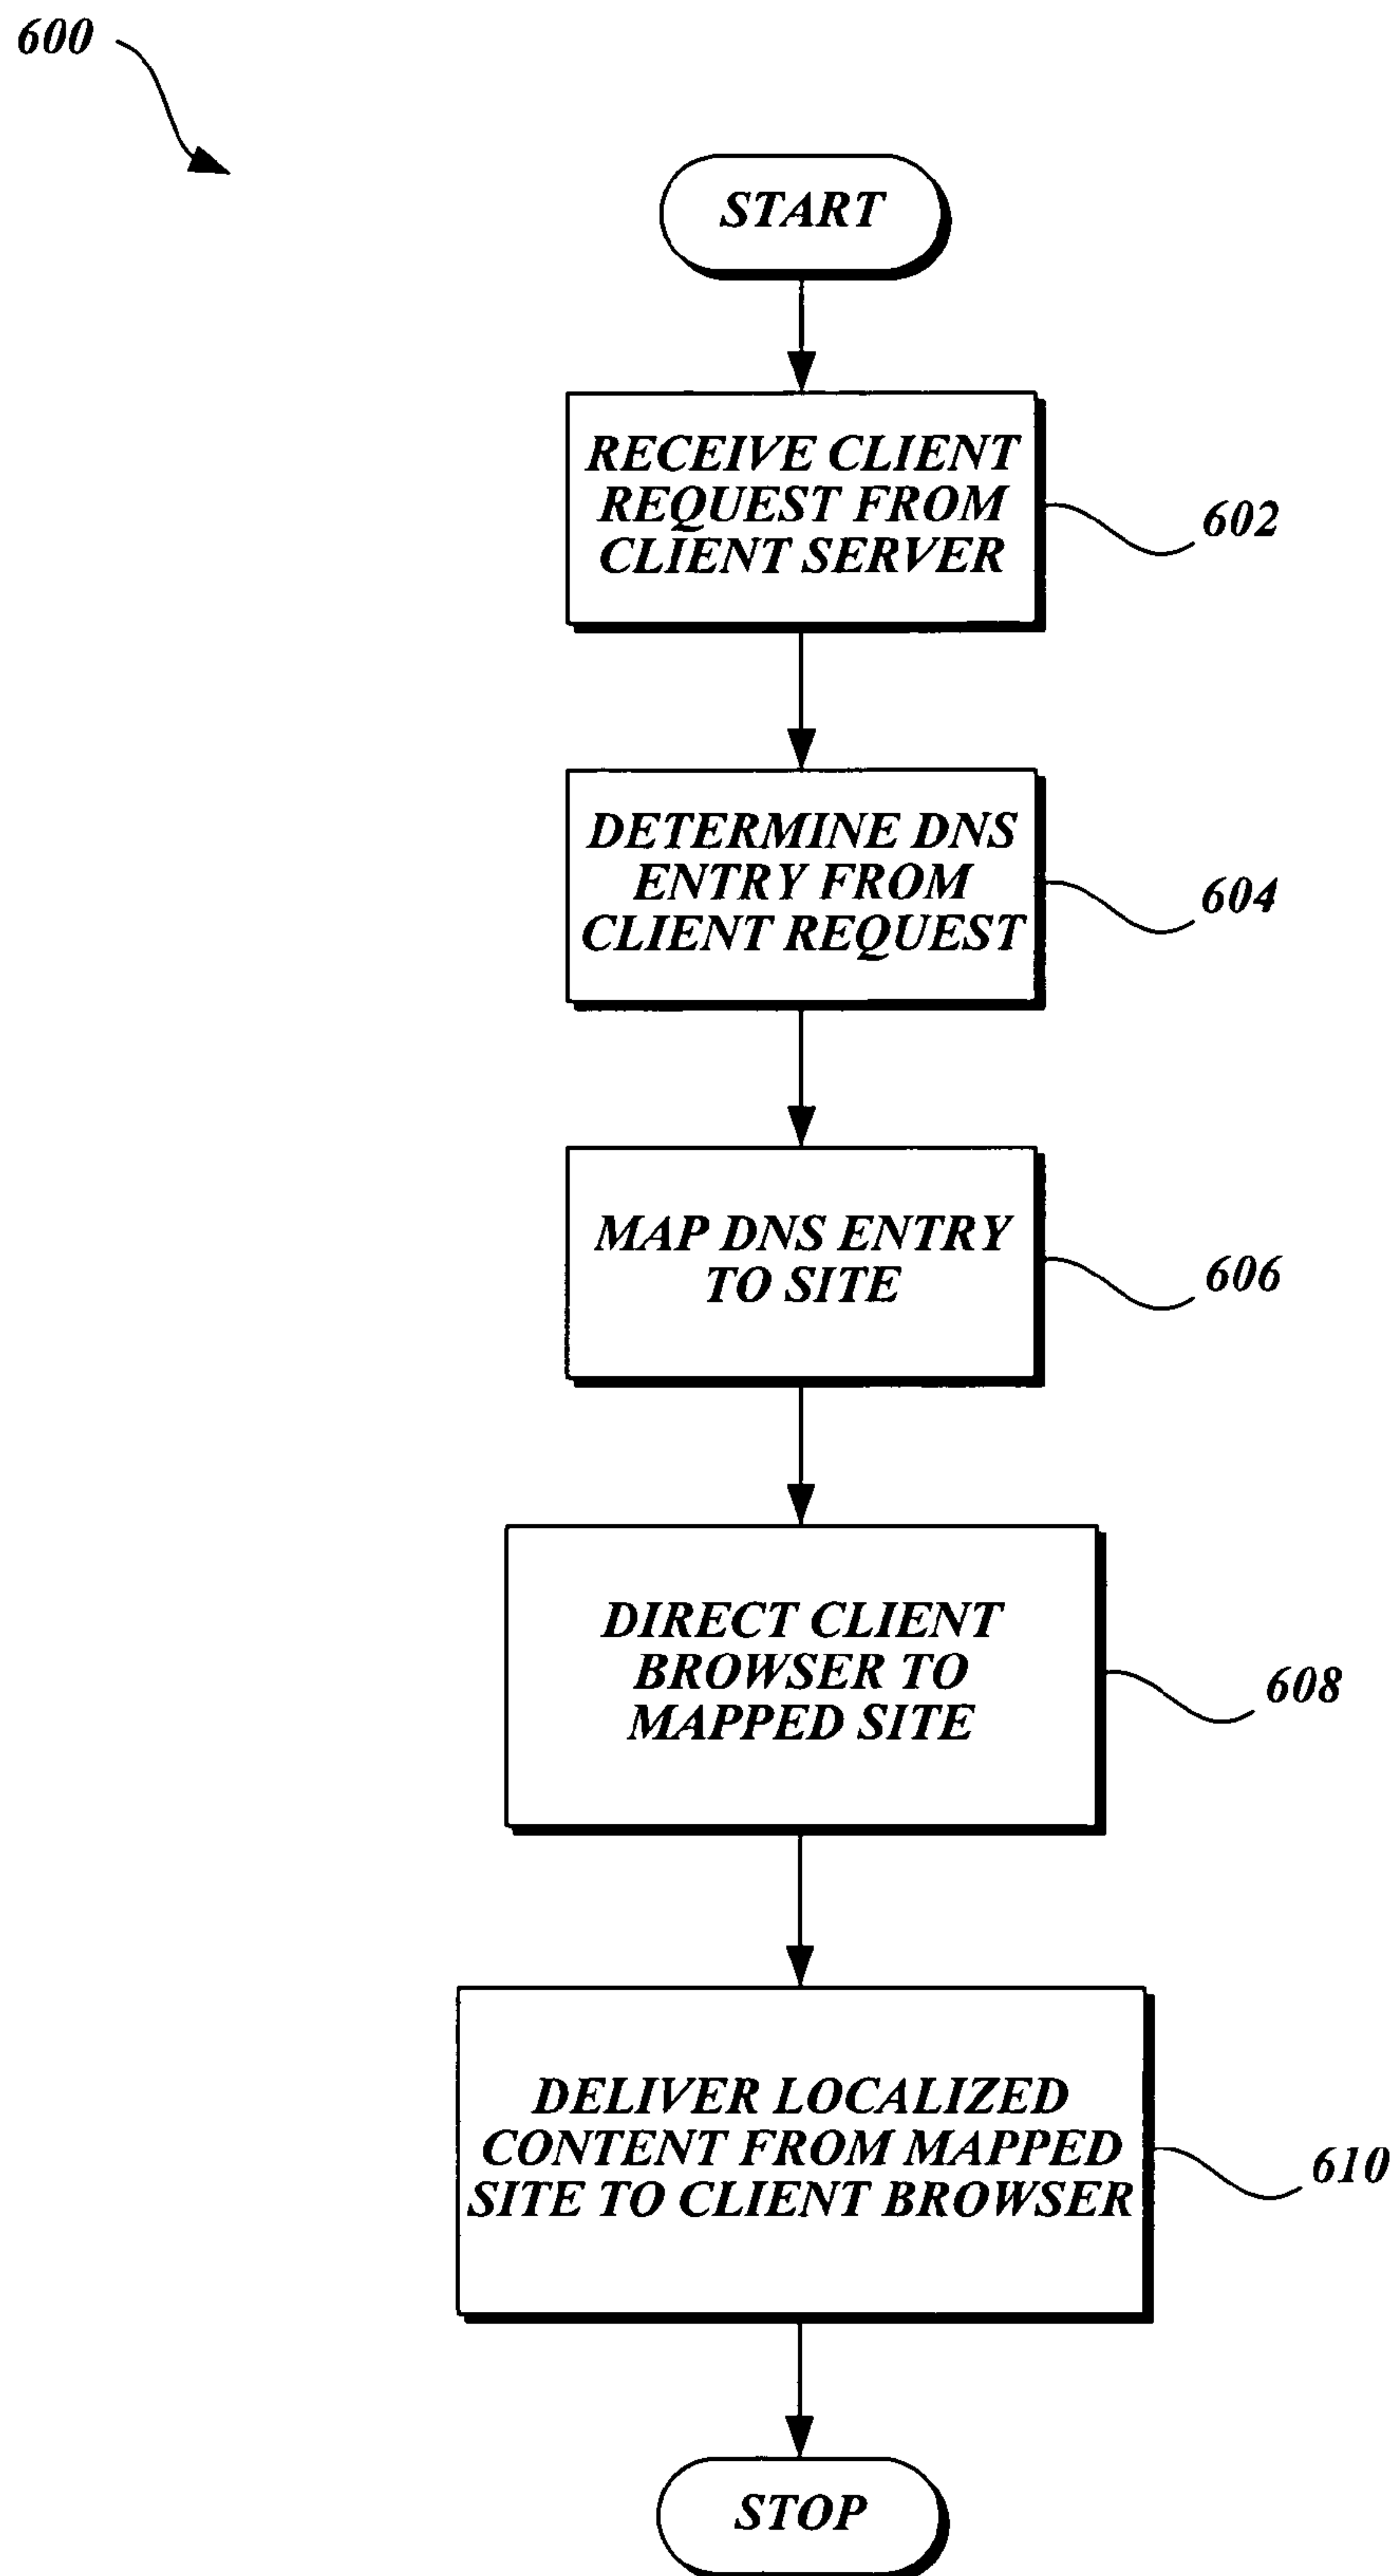 600
START
RECEIVE CLIENT
REQUEST FROM
CLIENT SERVER
602
DETERMINE DNS
ENTRY FROM
CLIENT REQUEST
604
MAP DNS ENTRY
TO SITE
606
DIRECT CLIENT
BROWSER TO
MAPPED SITE
608
DELIVER LOCALIZED
CONTENT FROM MAPPED
SITE TO CLIENT BROWSER
610
STOP